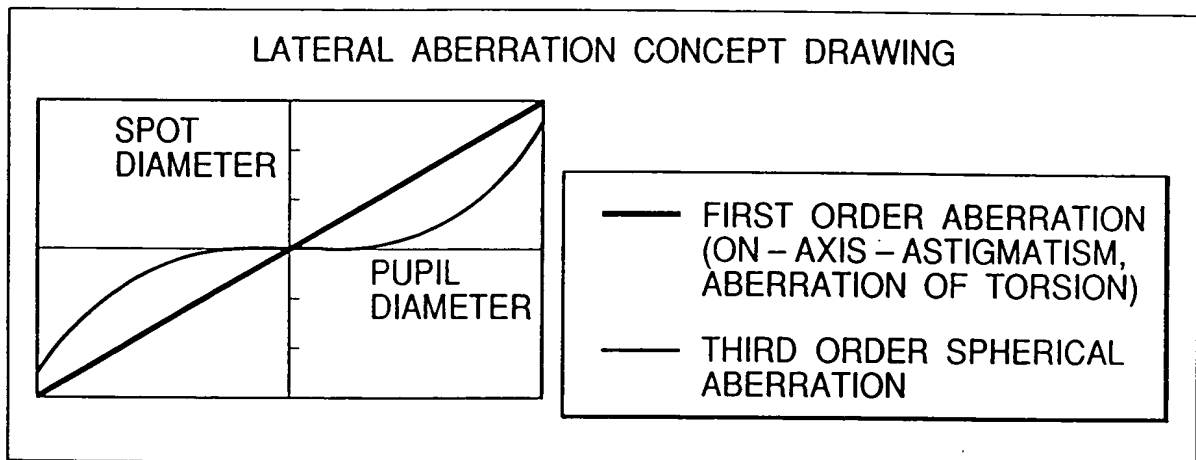 LATERAL ABERRATION CONCEPT DRAWING
SPOT
DIAMETER
PUPIL
DIAMETER
FIRST ORDER ABERRATION
(ON – AXIS – ASTIGMATISM,
ABERRATION OF TORSION)
THIRD ORDER SPHERICAL
ABERRATION